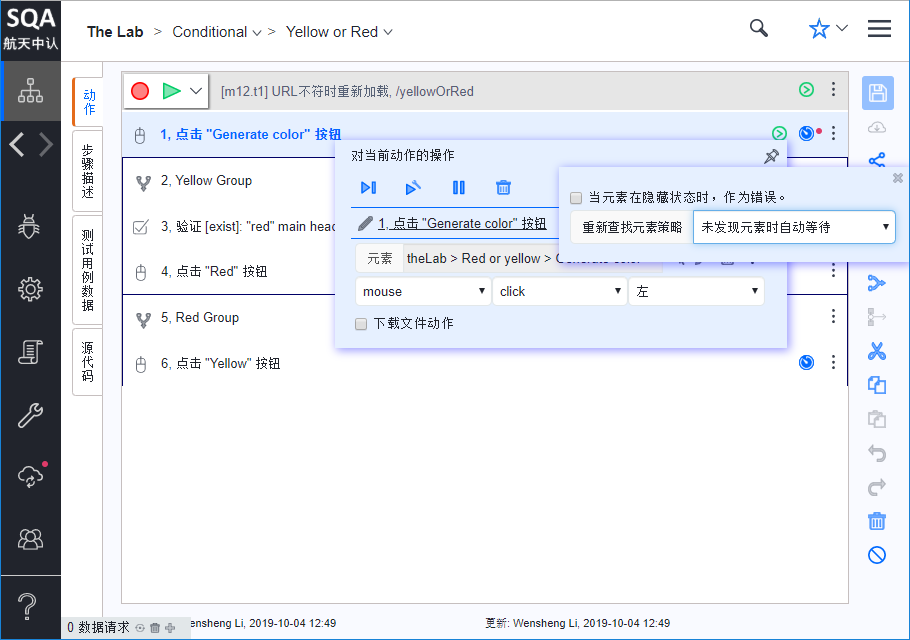 SQA
航天中认
The Lab > Conditional > Yellow or Red
动作
步骤描述
测试用例数据
源代码
[m12.t1] URL不符时重新加载, /yellowOrRed
1, 点击 "Generate color" 按钮
2, Yellow Group
3, 验证 [exist]: "red" main head
4, 点击 "Red" 按钮
5, Red Group
6, 点击 "Yellow" 按钮
对当前动作的操作
1, 点击 "Generate color" 按钮
元素 theLab > Red or yellow >
mouse click 左
下载文件动作
当元素在隐藏状态时，作为错误。
重新查找元素策略 未发现元素时自动等待
0 数据请求
ensheng Li, 2019-10-04 12:49
更新: Wensheng Li, 2019-10-04 12:49